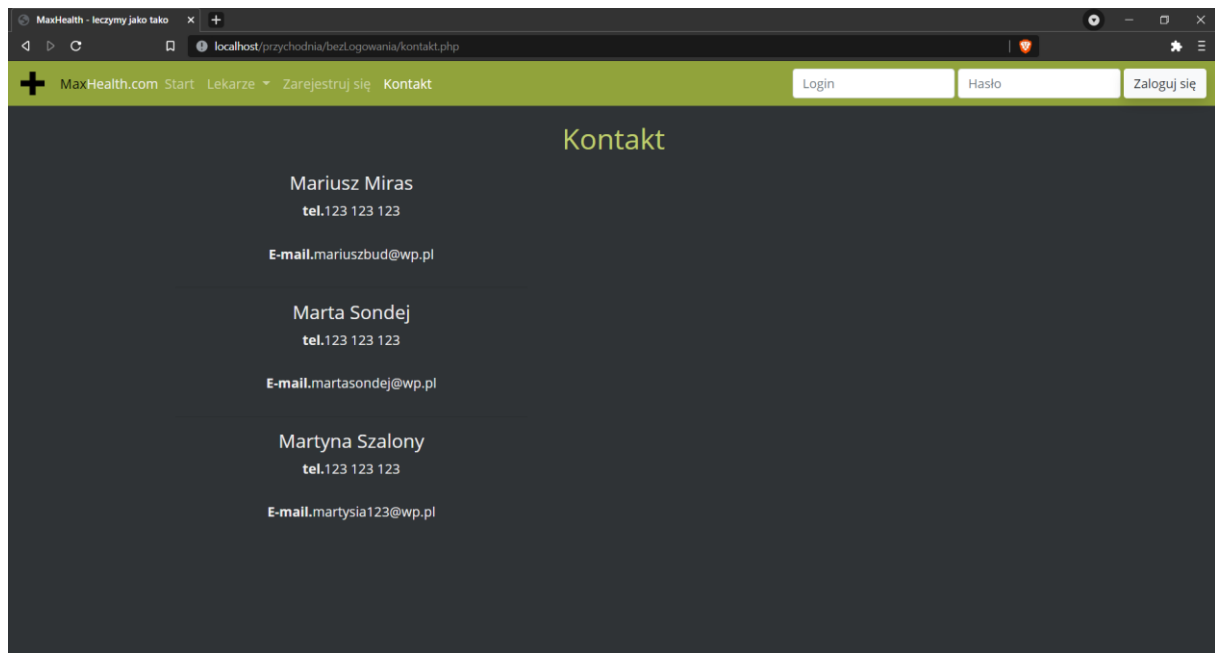 MaxHealth - leczymy jako tako
localhost/przychodnia/bezLogowania/kontakt.php
MaxHealth.com Start Lekarze Zarejestruj się Kontakt Login Hasło Zaloguj się
Kontakt
Mariusz Miras
tel.123 123 123
E-mail.mariuszbud@wp.pl
Marta Sondej
tel.123 123 123
E-mail.martasondej@wp.pl
Martyna Szalony
tel.123 123 123
E-mail.martysia123@wp.pl